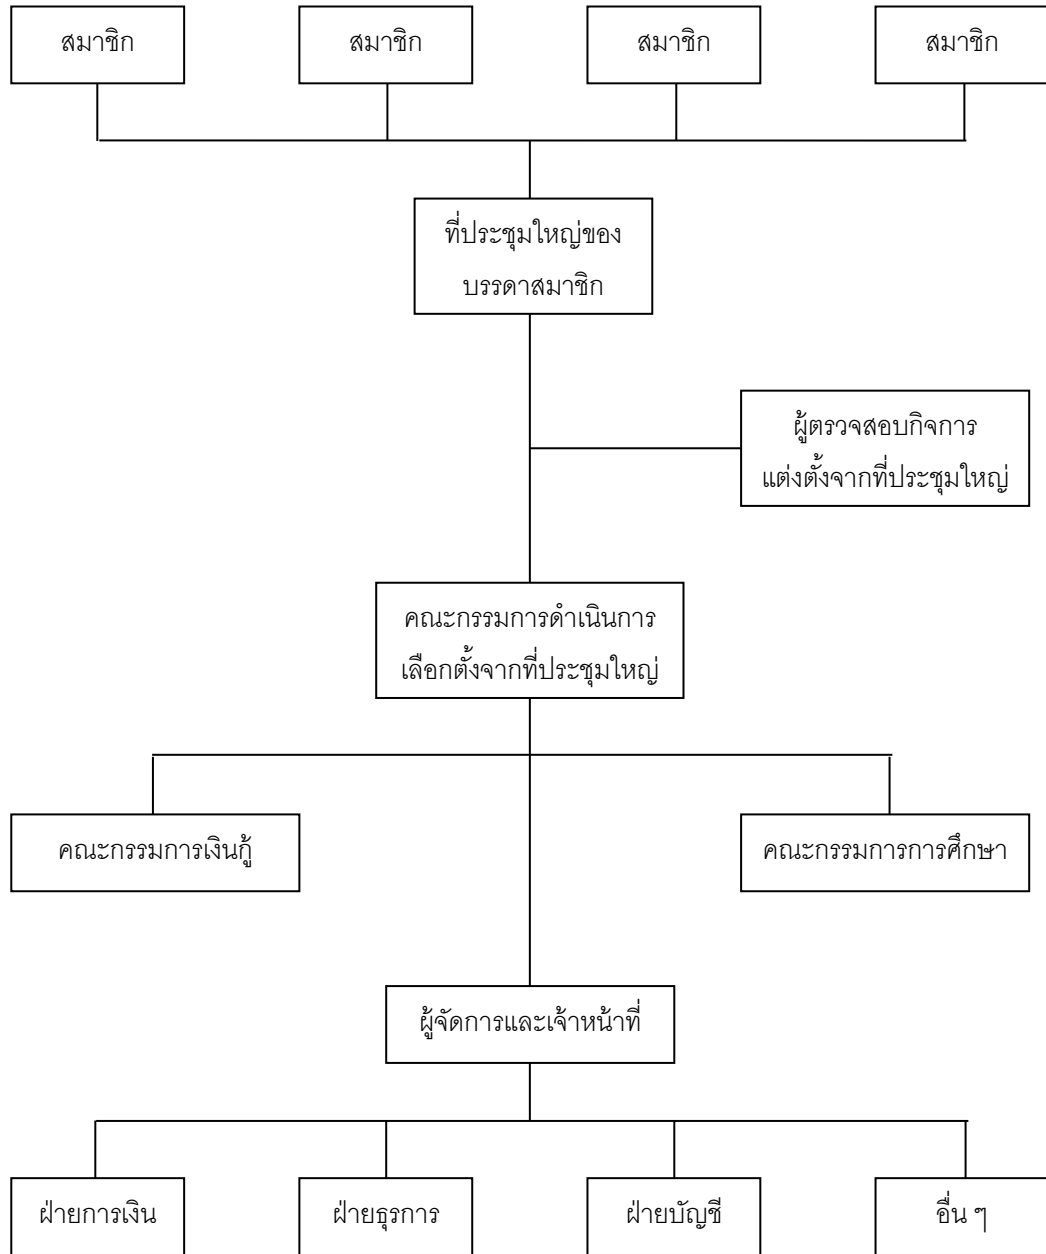 สมาชิก
สมาชิก
สมาชิก
สมาชิก
ที่ประชุมใหญ่ของ
บรรดาสมาชิก
ผู้ตรวจสอบกิจการ
แต่งตั้งจากที่ประชุมใหญ่
คณะกรรมการดำเนินการ
เลือกตั้งจากที่ประชุมใหญ่
คณะกรรมการเงินกู้
คณะกรรมการการศึกษา
ผู้จัดการและเจ้าหน้าที่
ฝ่ายการเงิน
ฝ่ายธุรการ
ฝ่ายบัญชี
อื่น ๆ